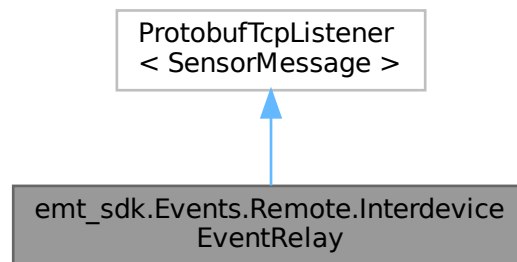 ProtobufTcpListener
< SensorMessage >
emt_sdk.Events.Remote.Interdevice
EventRelay